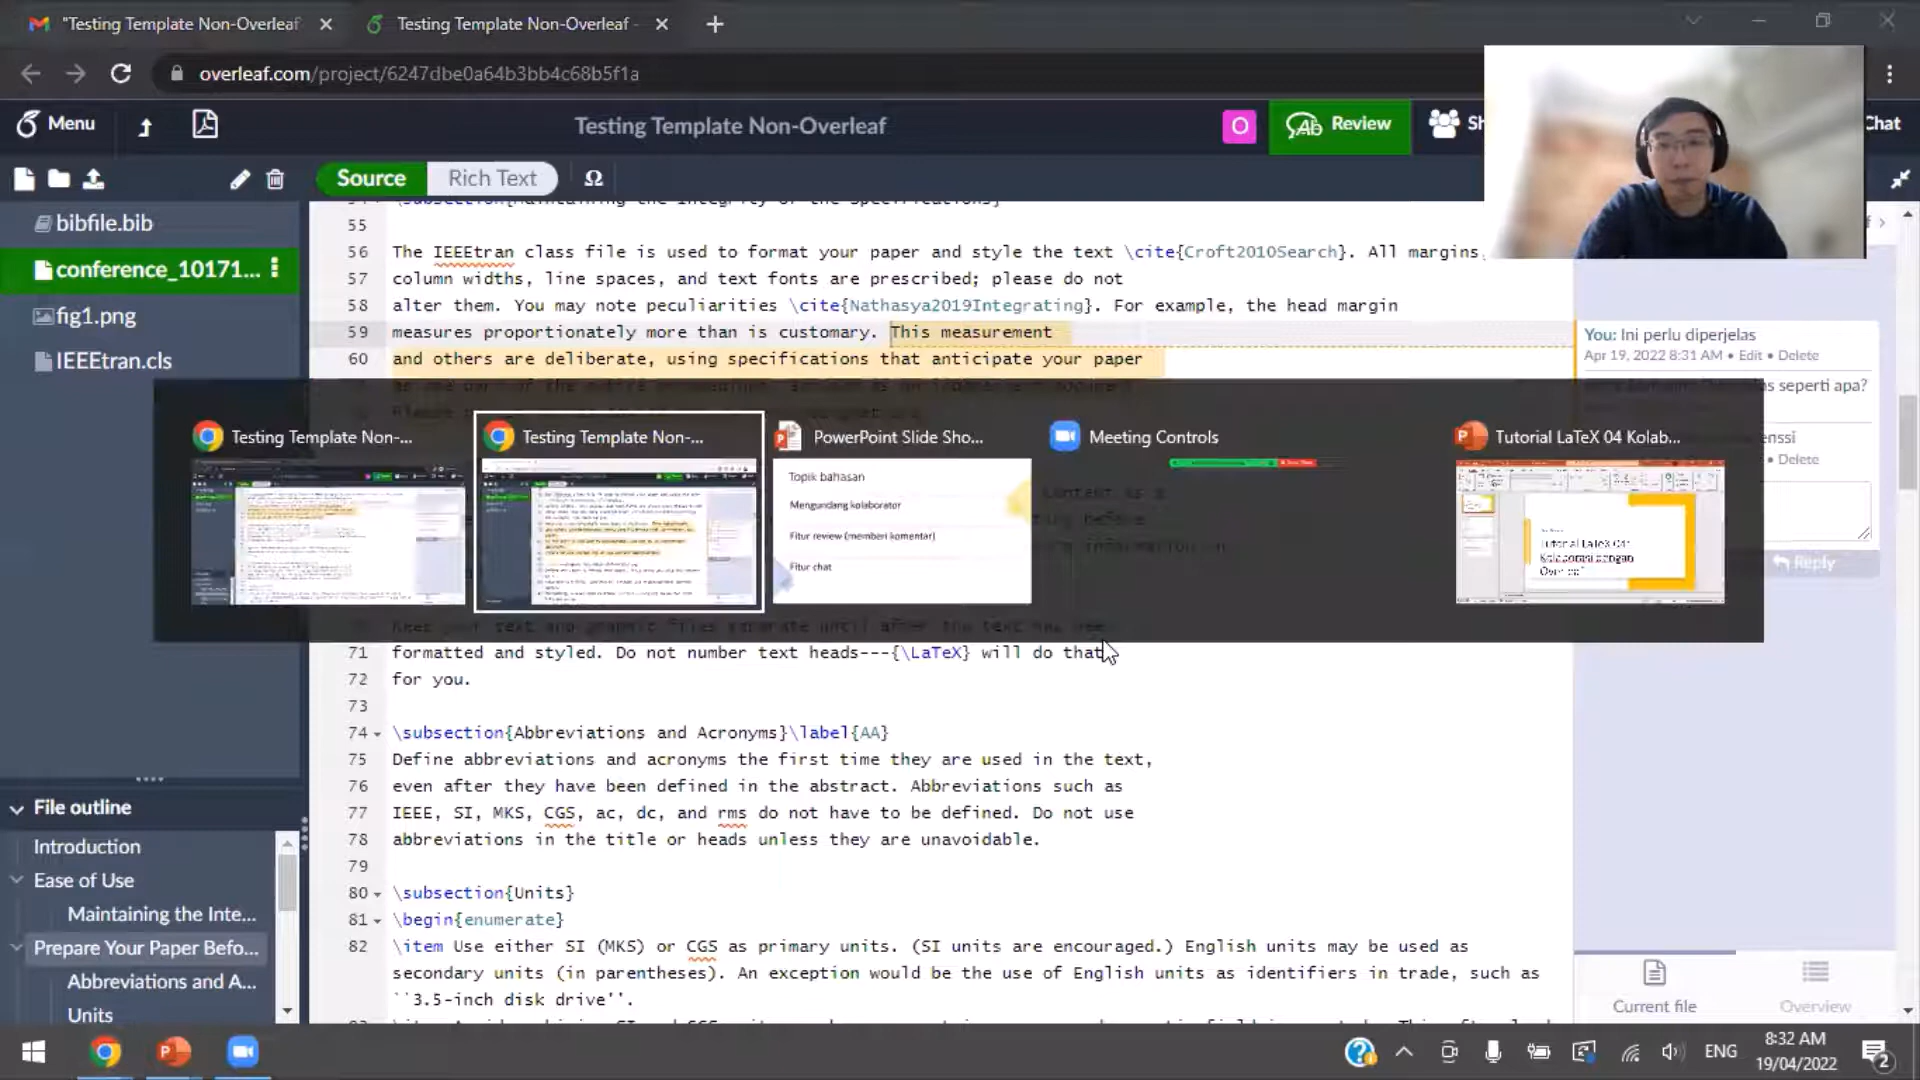 "Testing Template Non-Overleaf
Testing Template Non-Overleaf -
overleaf.com/project/6247dbe0a64b3bb4c68b5f1a
Menu
Testing Template Non-Overleaf
O
Review
Sh
Chat
Source
Rich Text
Ω
bibfile.bib
conference_10171...
fig1.png
IEEEtran.cls
55
56 The IEEEtran class file is used to format your paper and style the text \cite{Croft2010Search}. All margins,
57 column widths, line spaces, and text fonts are prescribed; please do not
58 alter them. You may note peculiarities \cite{Nathasya2019Integrating}. For example, the head margin
59 measures proportionately more than is customary. This measurement
60 and others are deliberate, using specifications that anticipate your paper
You: Ini perlu diperjelas
Apr 19, 2022 8:31 AM • Edit • Delete
seperti apa?
• Delete
Reply
Testing Template Non-...
Testing Template Non-...
PowerPoint Slide Sho...
Meeting Controls
Tutorial LaTeX 04 Kolab...
Topik bahasan
Mengundang kolaborator
Fitur review (memberi komentar)
Fitur chat
Tutorial LaTeX 04:
Kolaborasi dengan
71 formatted and styled. Do not number text heads---{\LaTeX} will do that
72 for you.
73
74 \subsection{Abbreviations and Acronyms}\label{AA}
75 Define abbreviations and acronyms the first time they are used in the text,
76 even after they have been defined in the abstract. Abbreviations such as
77 IEEE, SI, MKS, CGS, ac, dc, and rms do not have to be defined. Do not use
78 abbreviations in the title or heads unless they are unavoidable.
79
80 \subsection{Units}
81 \begin{enumerate}
82 \item Use either SI (MKS) or CGS as primary units. (SI units are encouraged.) English units may be used as
secondary units (in parentheses). An exception would be the use of English units as identifiers in trade, such as
``3.5-inch disk drive''.
File outline
Introduction
Ease of Use
Maintaining the Inte...
Prepare Your Paper Befo...
Abbreviations and A...
Units
Current file
Overview
ENG
8:32 AM
19/04/2022
2